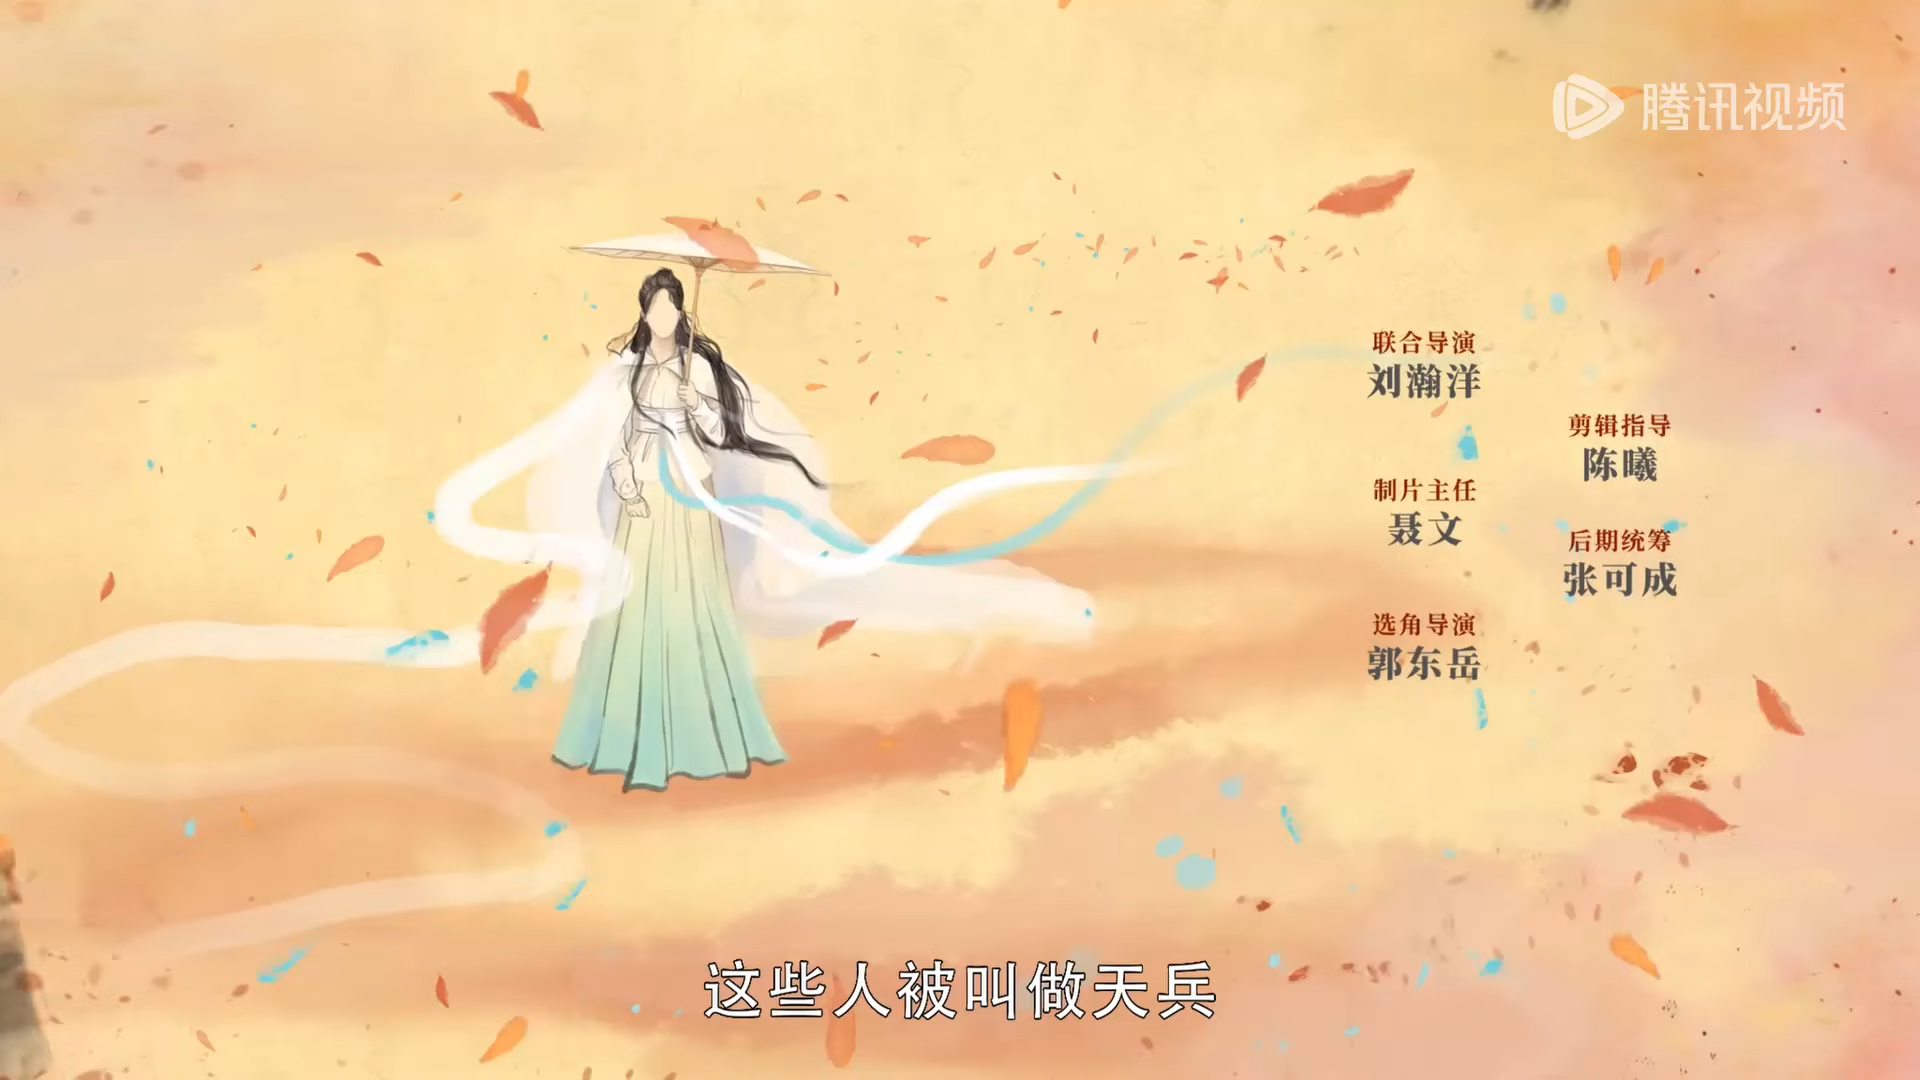 腾讯视频
联合导演
刘瀚洋
剪辑指导
陈曦
制片主任
聂文
后期统筹
张可成
选角导演
郭东岳
这些人被叫做天兵